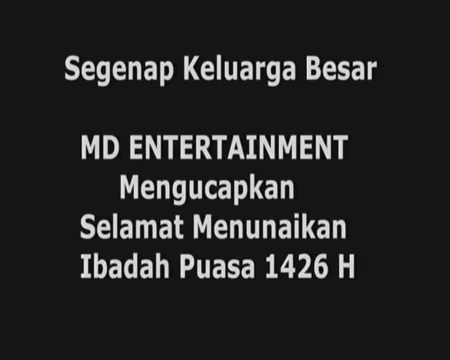 Segenap Keluarga Besar
MD ENTERTAINMENT
Mengucapkan
Selamat Menunaikan
Ibadah Puasa 1426 H